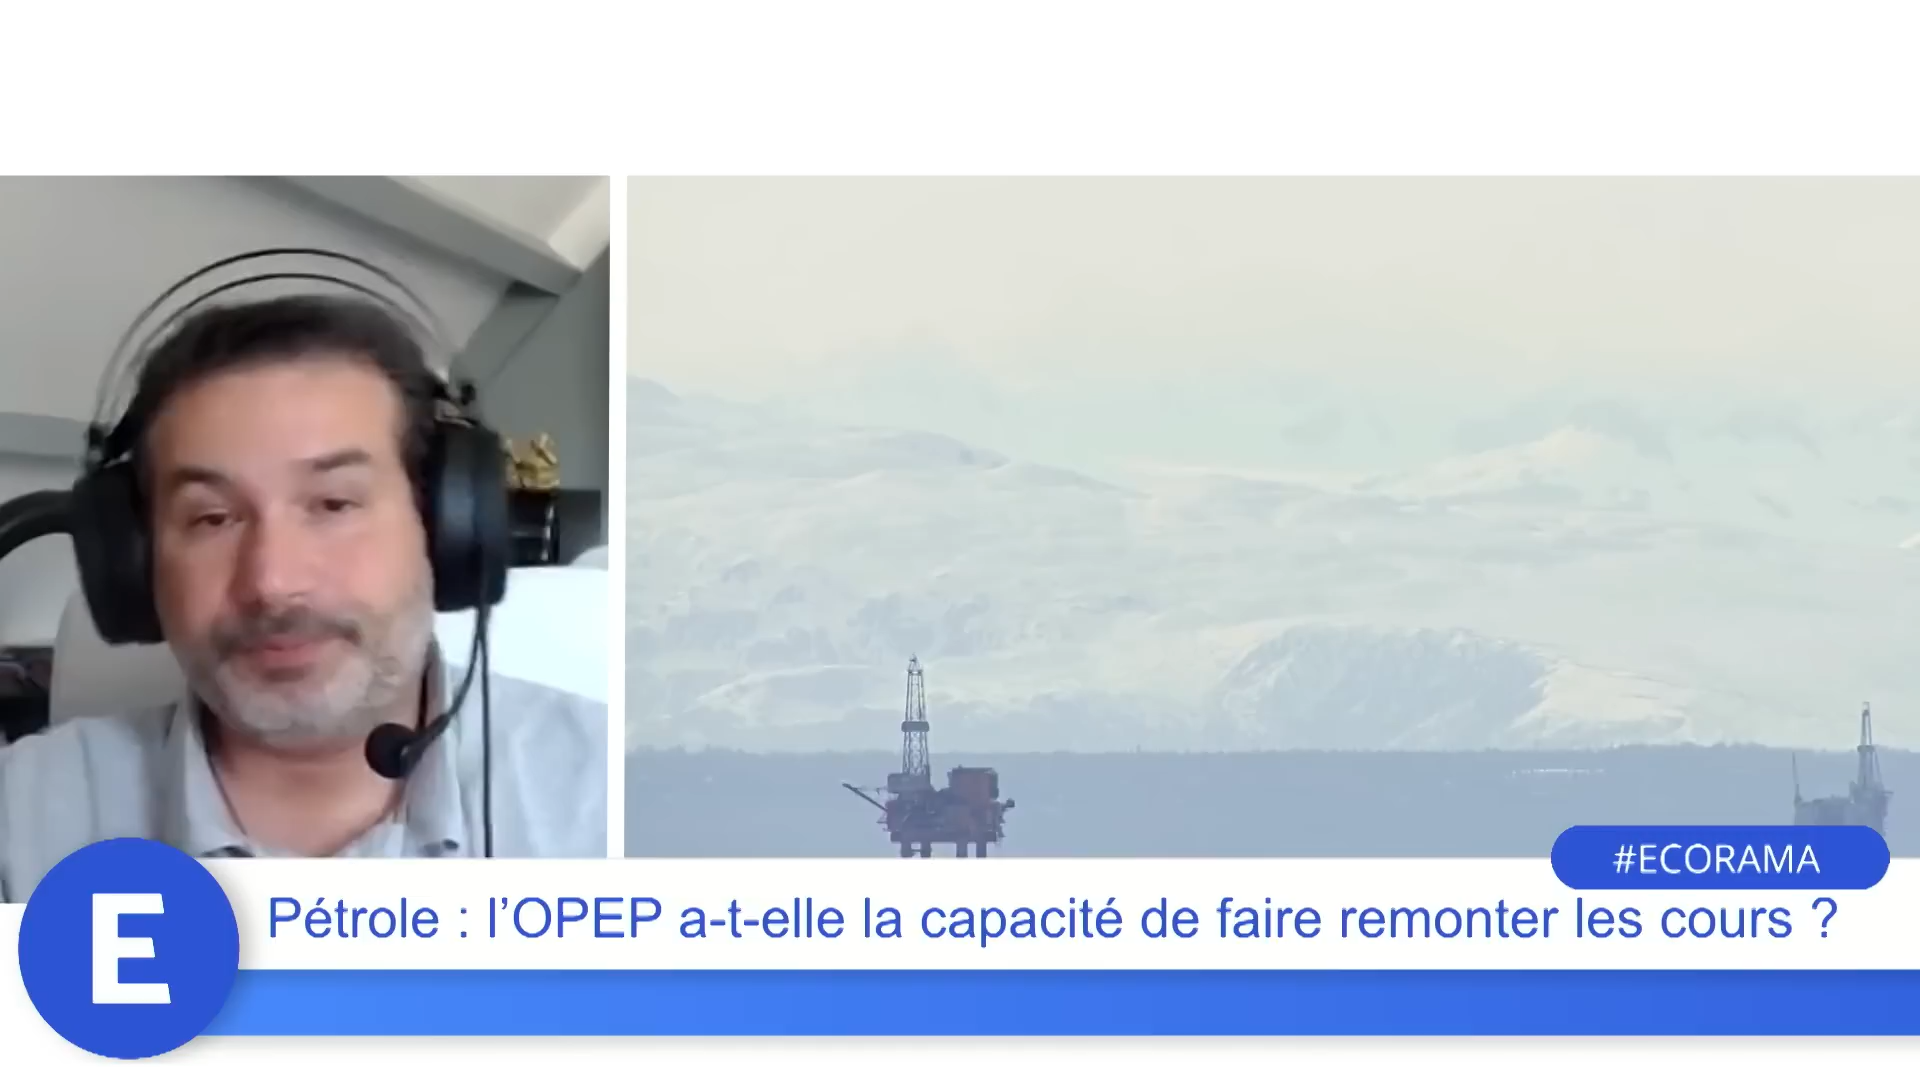 #ECORAMA
E
Pétrole : l’OPEP a-t-elle la capacité de faire remonter les cours ?